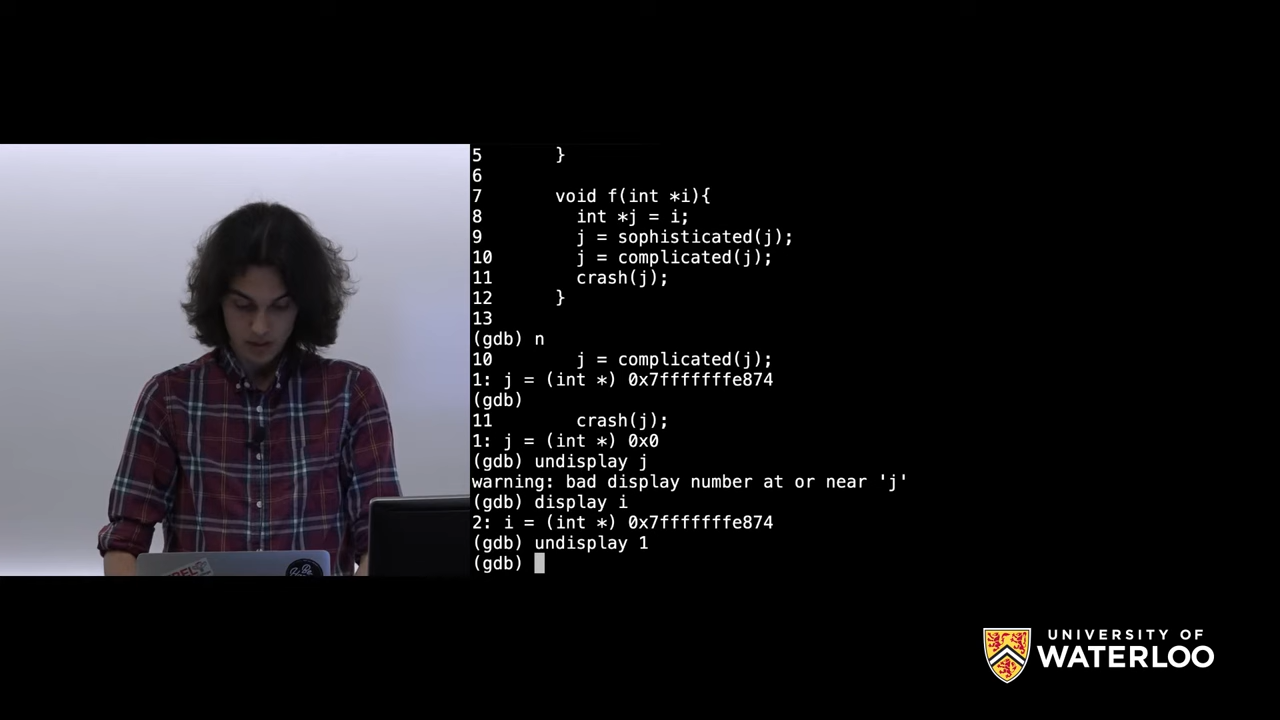 5 }
6
7 void f(int *i){
8 int *j = i;
9 j = sophisticated(j);
10 j = complicated(j);
11 crash(j);
12 }
13
(gdb) n
10 j = complicated(j);
1: j = (int *) 0x7fffffffe874
(gdb)
11 crash(j);
1: j = (int *) 0x0
(gdb) undisplay j
warning: bad display number at or near 'j'
(gdb) display i
2: i = (int *) 0x7fffffffe874
(gdb) undisplay 1
(gdb)
UNIVERSITY OF
WATERLOO